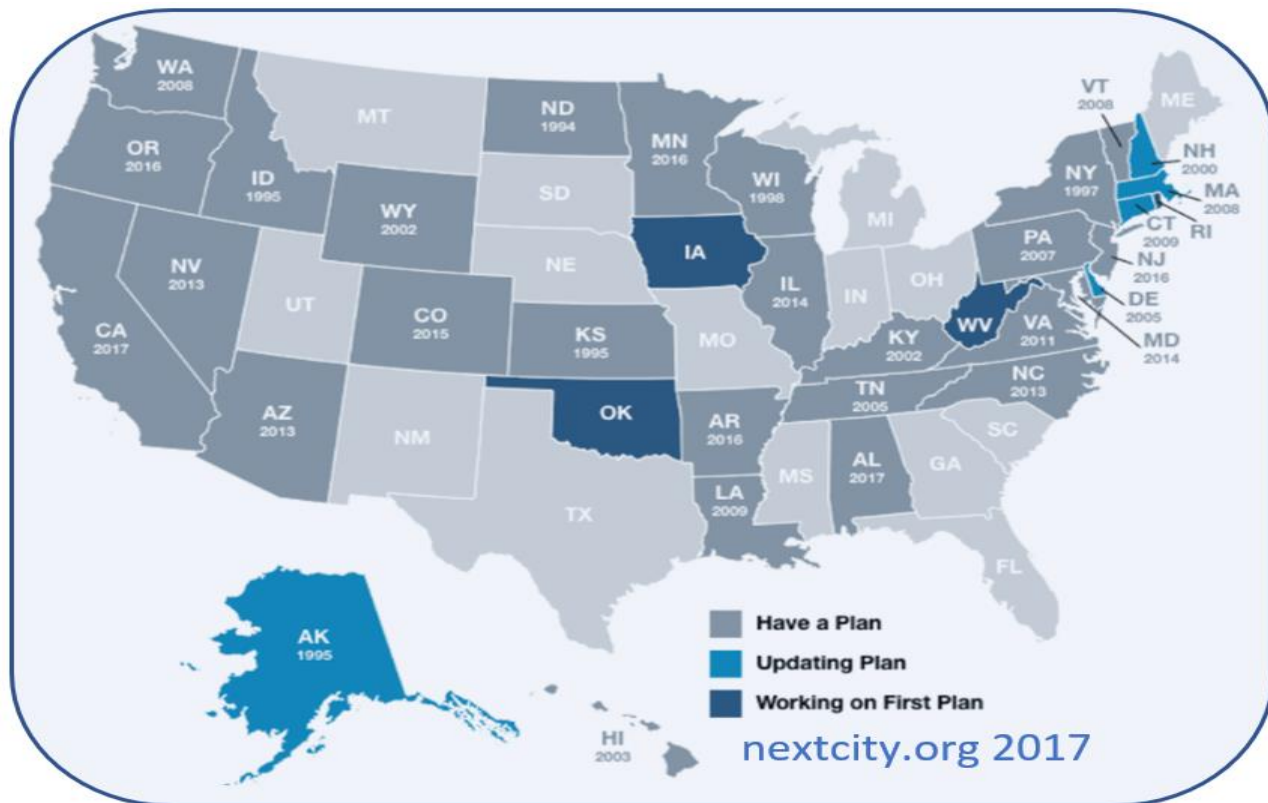 WA
2008
MT
ND
1994
MN
2016
VT
2008
ME
OR
2016
ID
1995
SD
WI
1998
MI
NY
1997
NH
2000
MA
2008
WY
2002
IA
PA
2007
CT
2009
RI
NJ
2016
NV
2013
UT
NE
IL
2014
IN
OH
DE
2005
MD
2014
CA
2017
CO
2015
KS
1995
MO
KY
2002
WV
VA
2011
AZ
2013
NM
OK
AR
2016
TN
2005
NC
2013
SC
TX
LA
2009
MS
AL
2017
GA
FL
AK
1995
HI
2003
Have a Plan
Updating Plan
Working on First Plan
nextcity.org 2017